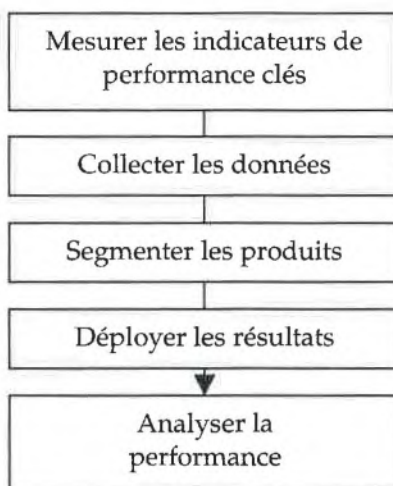 Mesurer les indicateurs de
performance clés
Collecter les données
Segmenter les produits
Déployer les résultats
Analyser la
performance